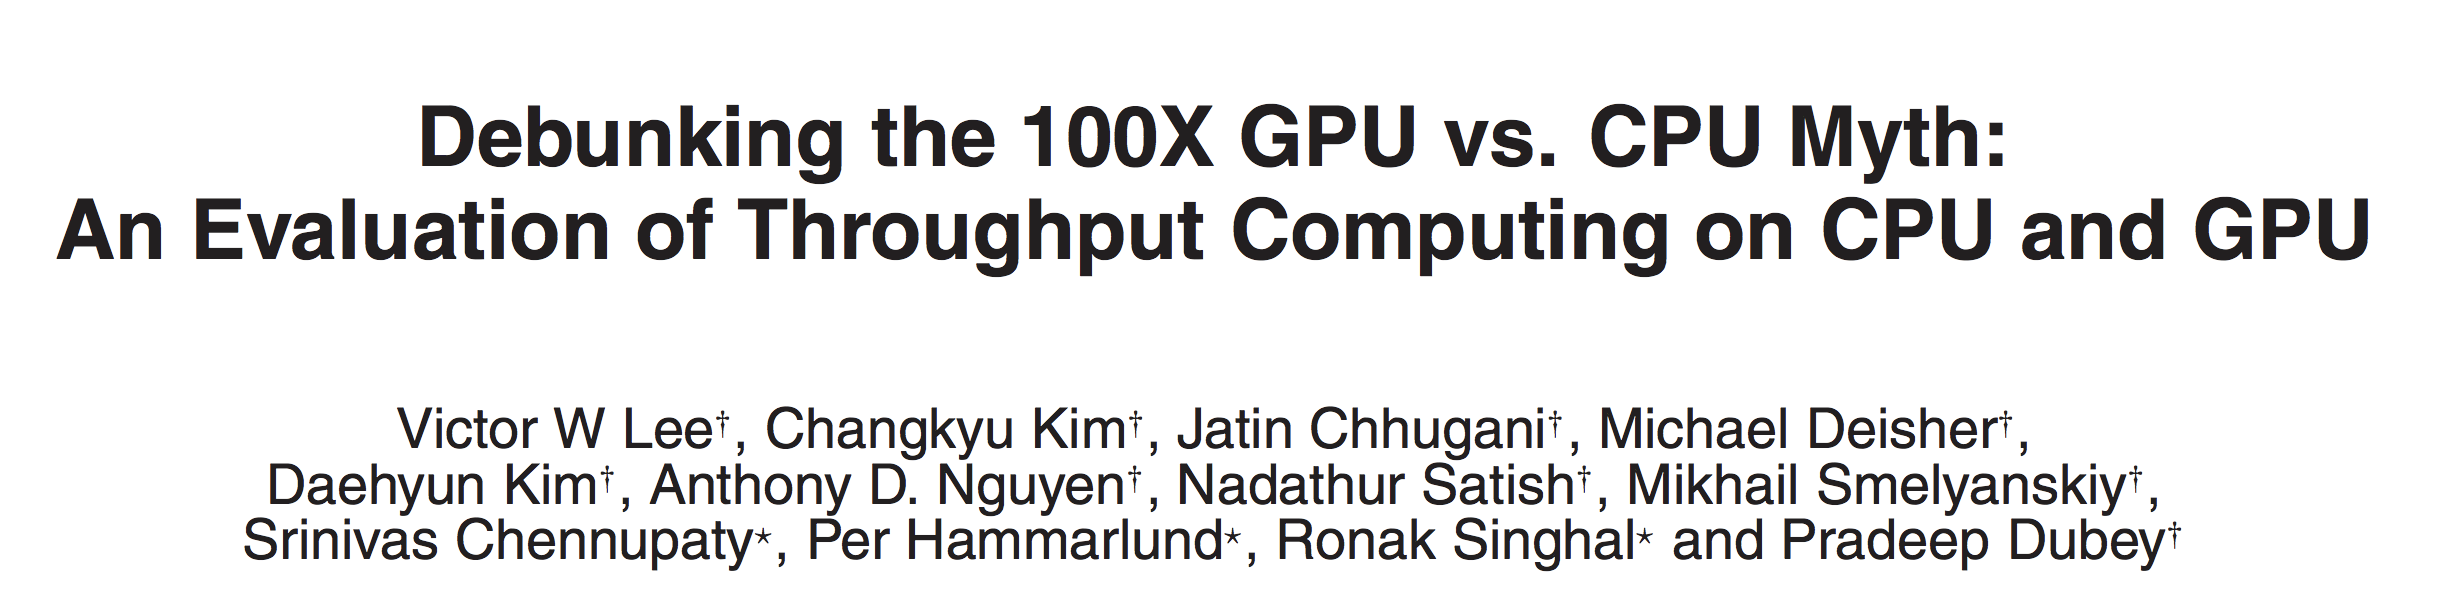 Debunking the 100X GPU vs. CPU Myth:
An Evaluation of Throughput Computing on CPU and GPU
Victor W Lee†, Changkyu Kim†, Jatin Chhugani†, Michael Deisher†,
Daehyun Kim†, Anthony D. Nguyen†, Nadathur Satish†, Mikhail Smelyanskiy†,
Srinivas Chennupaty⋆, Per Hammarlund⋆, Ronak Singhal⋆ and Pradeep Dubey†